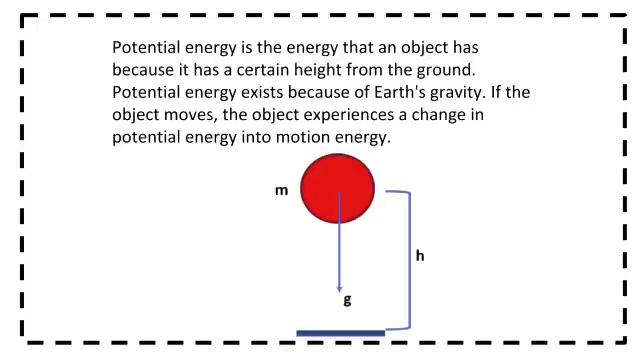 Potential energy is the energy that an object has
because it has a certain height from the ground.
Potential energy exists because of Earth's gravity. If the
object moves, the object experiences a change in
potential energy into motion energy.
m
h
g